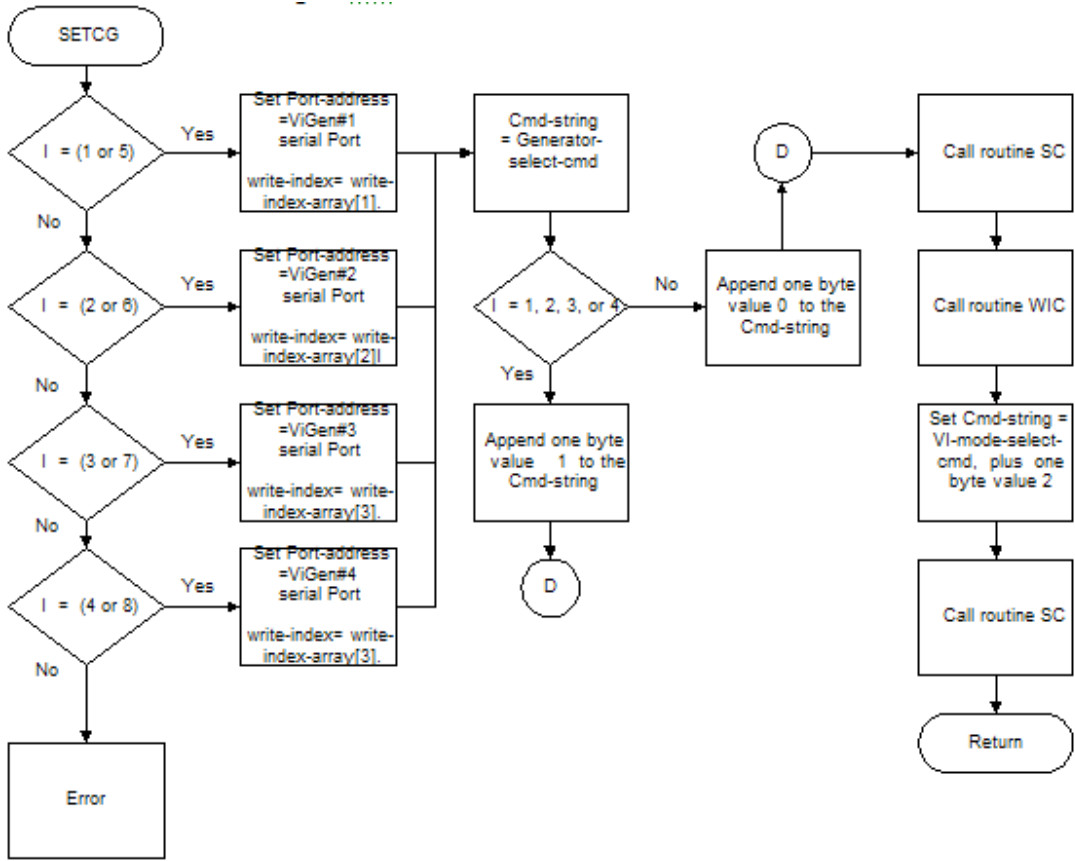 SETCG
I = (1 or 5)
Yes
No
Set Port-address
=ViGen#1
serial Port
write-index= write-
index-array[1].
I = (2 or 6)
Yes
No
Set Port-address
=ViGen#2
serial Port
write-index= write-
index-array[2]I
I = (3 or 7)
Yes
No
Set Port-address
=ViGen#3
serial Port
write-index= write-
index-array[3].
I = (4 or 8)
Yes
No
Set Port-address
=ViGen#4
serial Port
write-index= write-
index-array[3].
Error
Cmd-string
= Generator-
select-cmd
I = 1, 2, 3, or 4
No
Yes
Append one byte
value 1 to the
Cmd-string
D
Append one byte
value 0 to the
Cmd-string
D
Call routine SC
Call routine WIC
Set Cmd-string =
VI-mode-select-
cmd, plus one
byte value 2
Call routine SC
Return